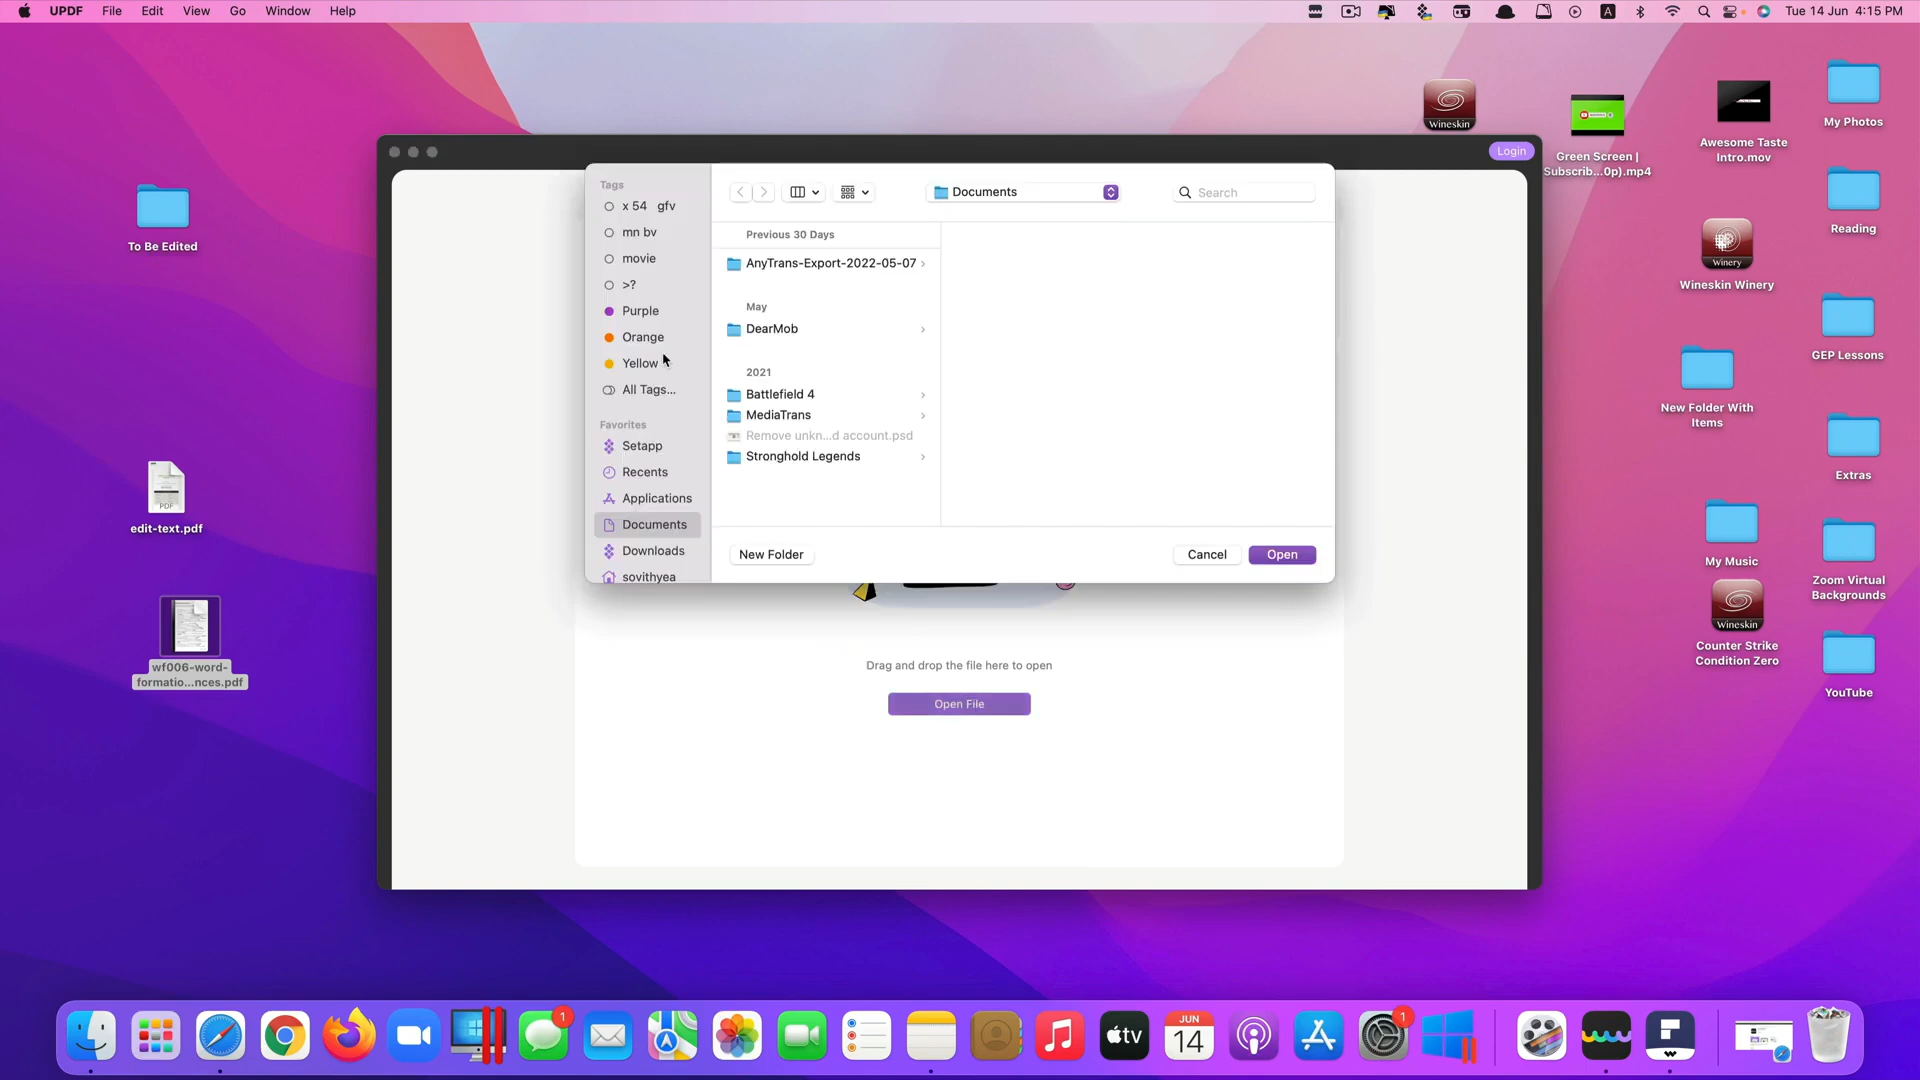 UPDF File Edit View Go Window Help
A
Tue 14 Jun 4:15 PM
Login
Tags
x 54 gfv
mn bv
movie
>?
Purple
Orange
Yellow
All Tags...
Favorites
Setapp
Recents
Applications
Documents
Downloads
sovithyea
Documents
Search
Previous 30 Days
AnyTrans-Export-2022-05-07
May
DearMob
2021
Battlefield 4
MediaTrans
Remove unkn...d account.psd
Stronghold Legends
New Folder
Cancel
Open
Drag and drop the file here to open
Open File
To Be Edited
PDF
edit-text.pdf
wf006-word-
formatio...nces.pdf
Wineskin
Green Screen |
Subscrib...0p).mp4
Awesome Taste
Intro.mov
My Photos
Reading
Winery
Wineskin Winery
GEP Lessons
New Folder With
Items
Extras
My Music
Zoom Virtual
Backgrounds
Wineskin
Counter Strike
Condition Zero
YouTube
1
tv
JUN
14
1